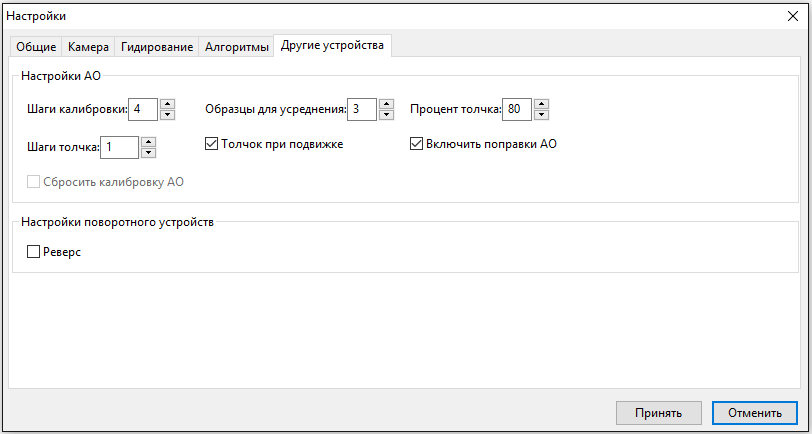 Настройки
Общие Камера Гидирование Алгоритмы Другие устройства
Настройки АО
Шаги калибровки: 4 Образцы для усреднения: 3 Процент толчка: 80
Шаги толчка: 1 Толчок при подвижке Включить поправки АО
Сбросить калибровку АО
Настройки поворотного устройств
Реверс
Принять Отменить